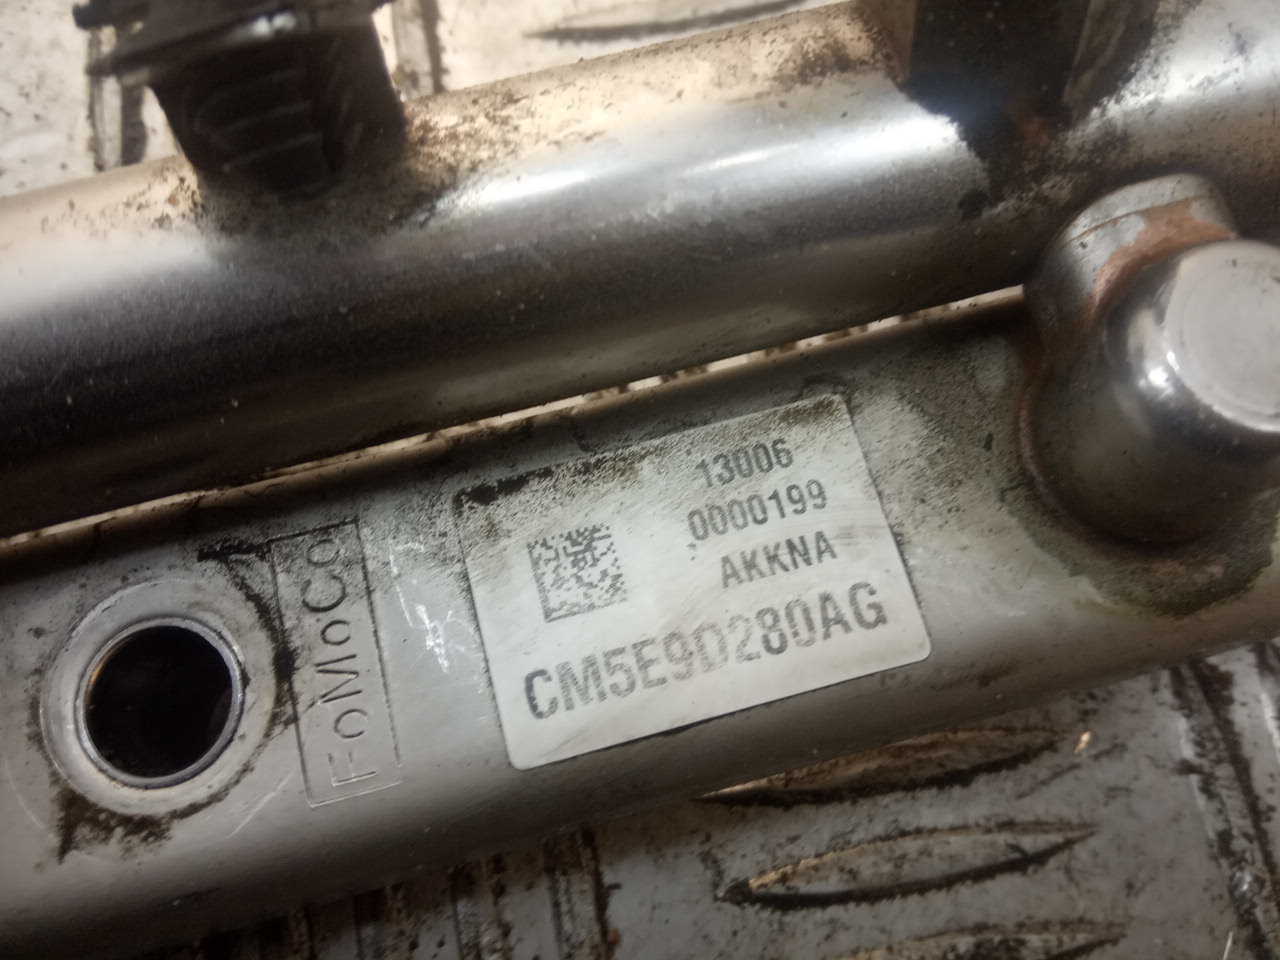 FoMoCo
13006
0000199
AKKNA
CM5E9D280AG